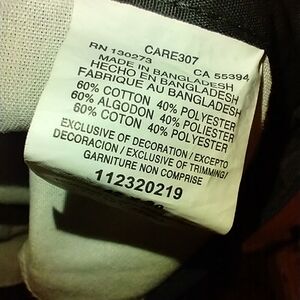 CARE307
RN 130273 CA 55394
MADE IN BANGLADESH
HECHO EN BANGLADESH
FABRIQUE AU BANGLADESH
60% COTTON 40% POLYESTER
60% ALGODON 40% POLIESTER
60% COTON 40% POLYESTER
EXCLUSIVE OF DECORATION / EXCEPTO
DECORACION / EXCLUSIVE OF TRIMMING/
GARNITURE NON COMPRISE
112320219